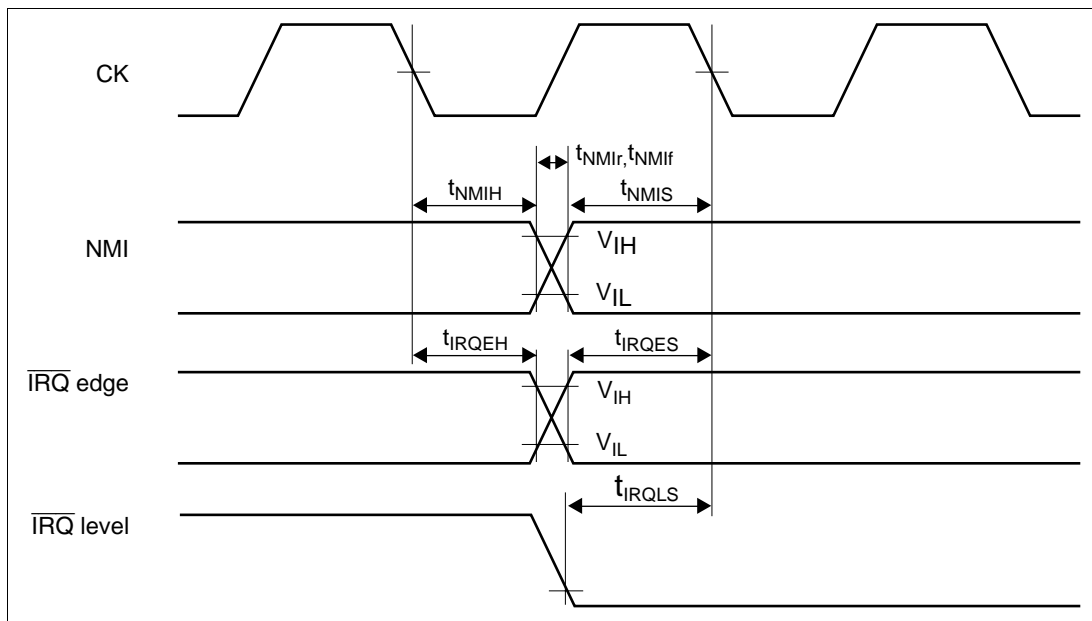 CK
tNMIr,tNMIf
tNMIH
tNMIS
NMI
VIH
VIL
tIRQEH
tIRQES
IRQ edge
VIH
VIL
tIRQLS
IRQ level